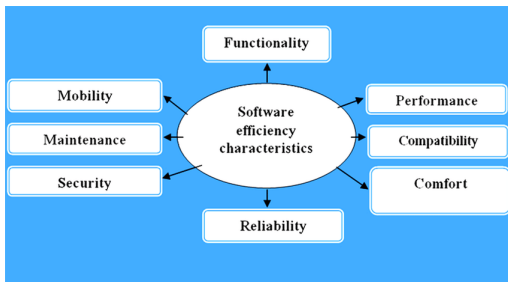 Functionality
Mobility
Maintenance
Security
Software
efficiency
characteristics
Performance
Compatibility
Comfort
Reliability